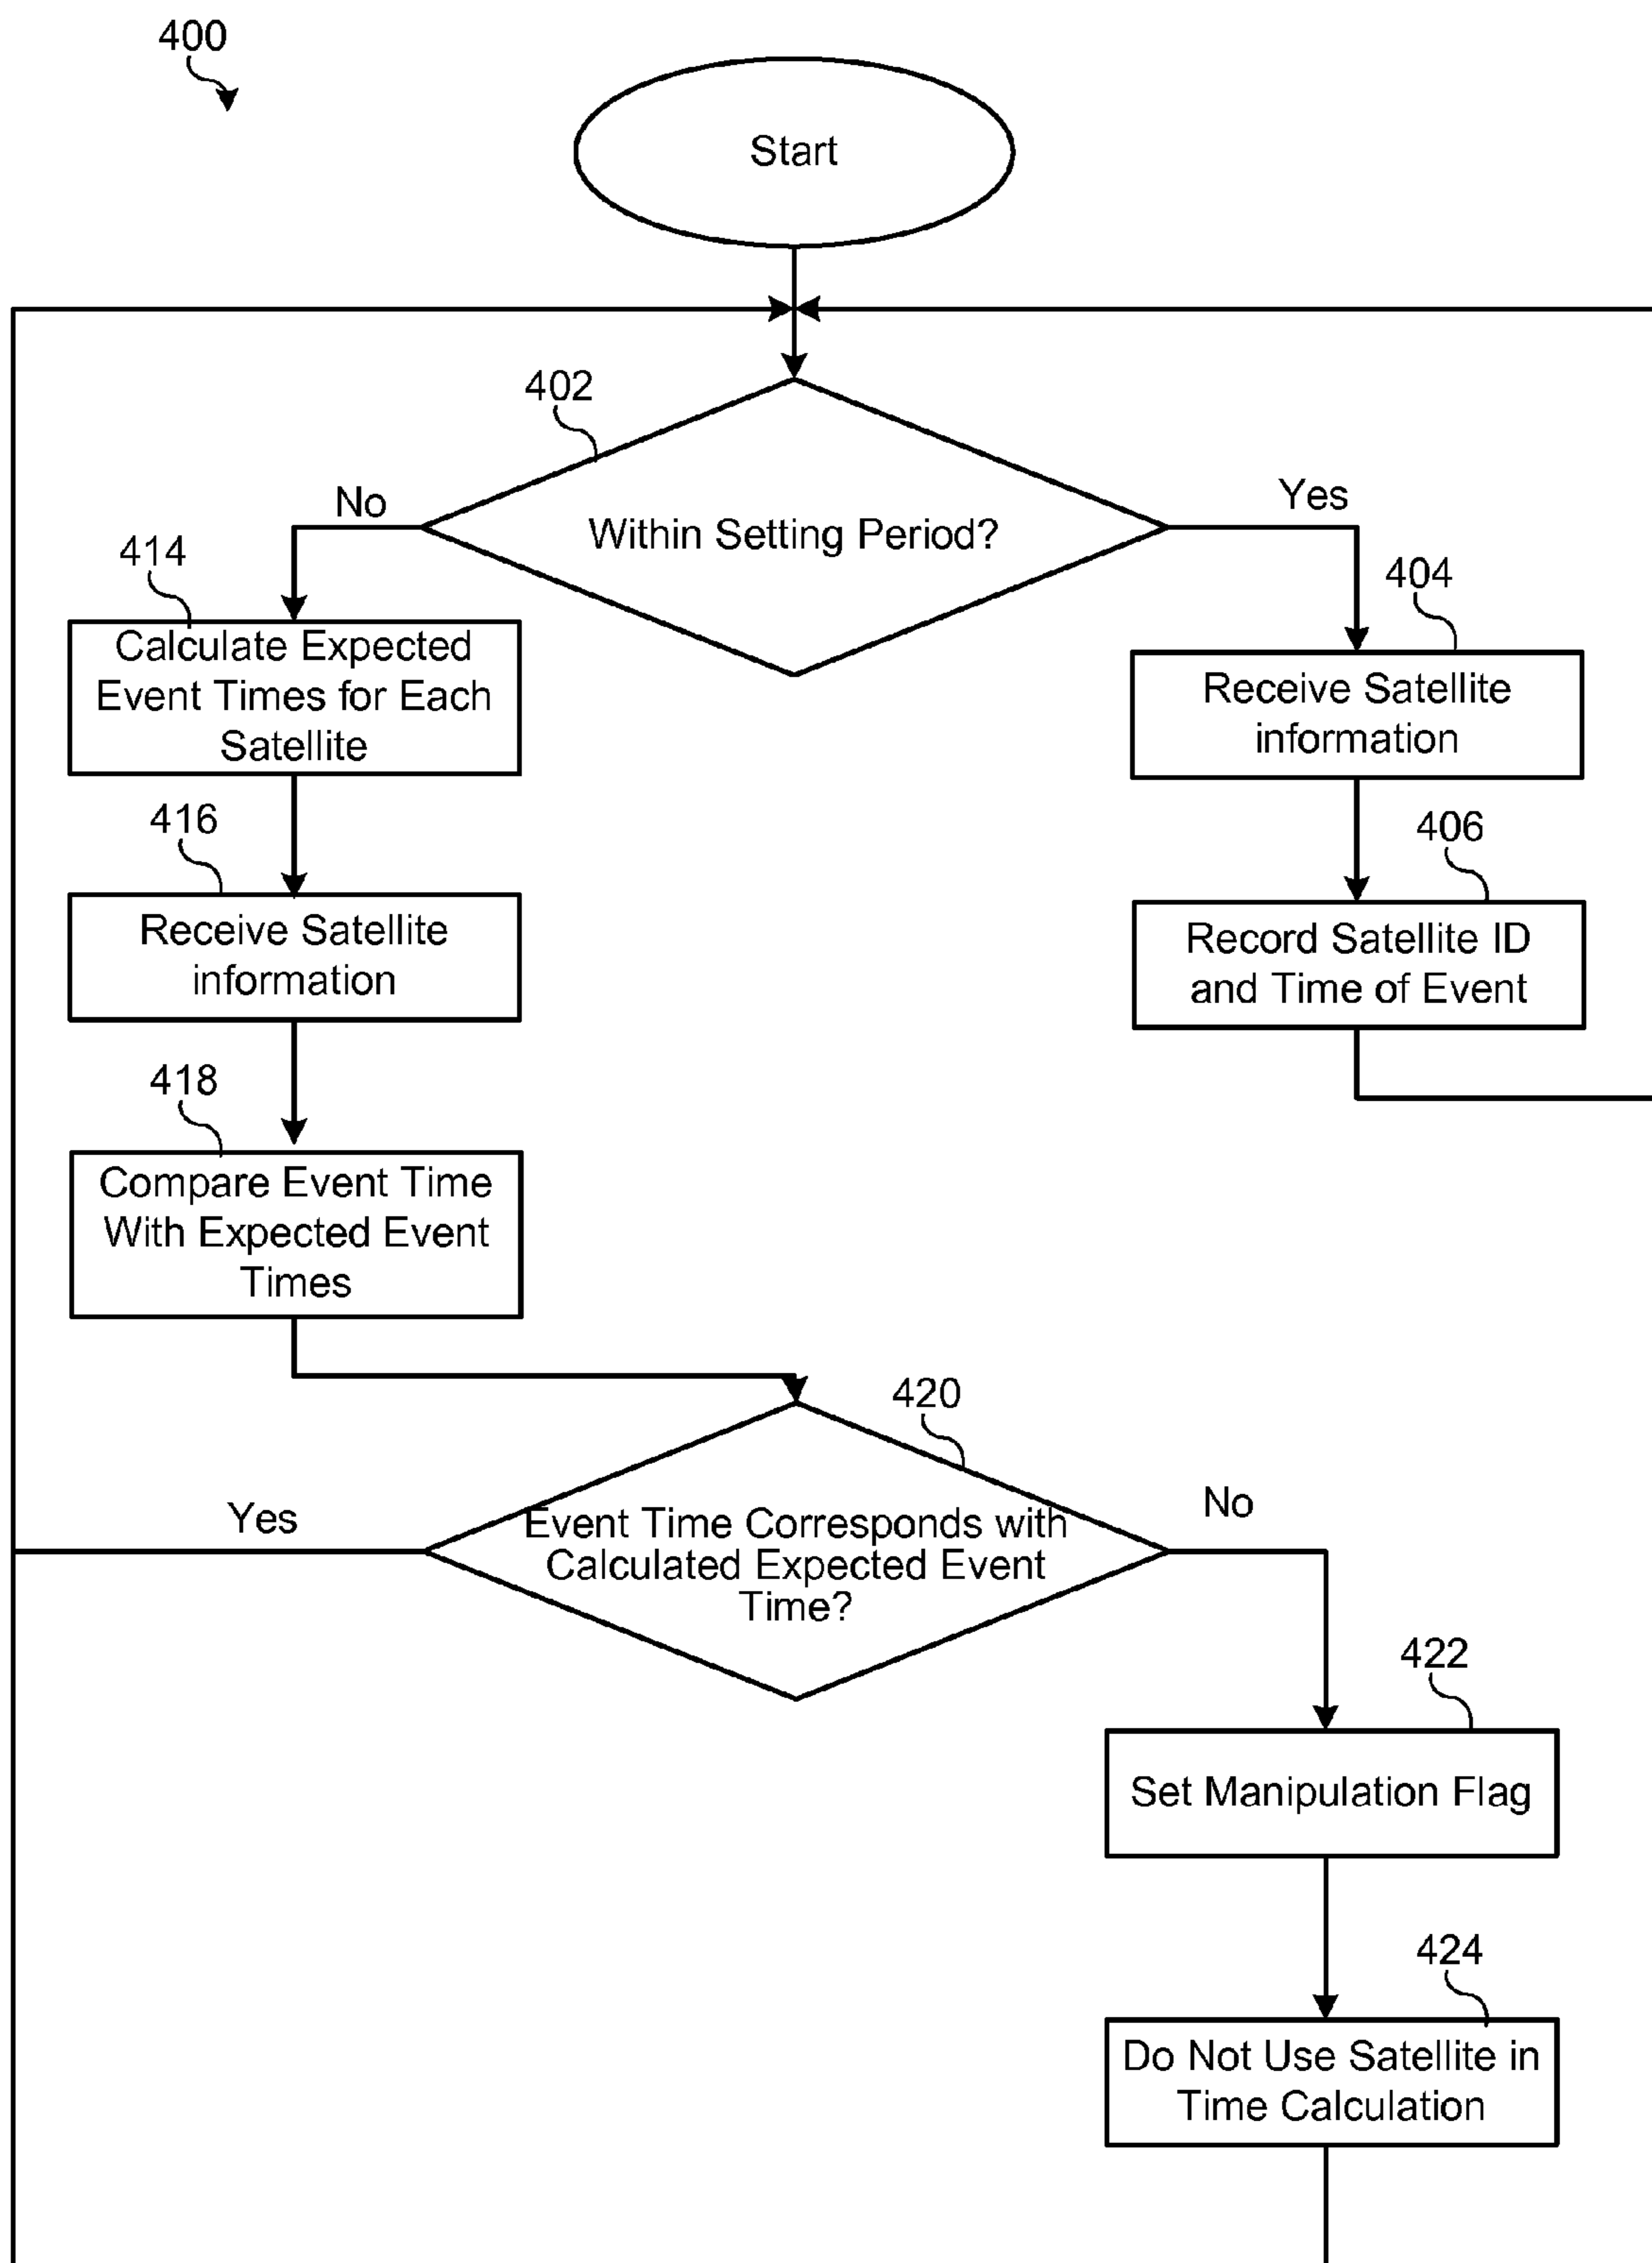 400
Start
402
No
Within Setting Period?
Yes
414
404
Calculate Expected
Event Times for Each
Satellite
Receive Satellite
information
416
406
Receive Satellite
information
Record Satellite ID
and Time of Event
418
Compare Event Time
With Expected Event
Times
420
Yes
Event Time Corresponds with
Calculated Expected Event
Time?
No
422
Set Manipulation Flag
424
Do Not Use Satellite in
Time Calculation